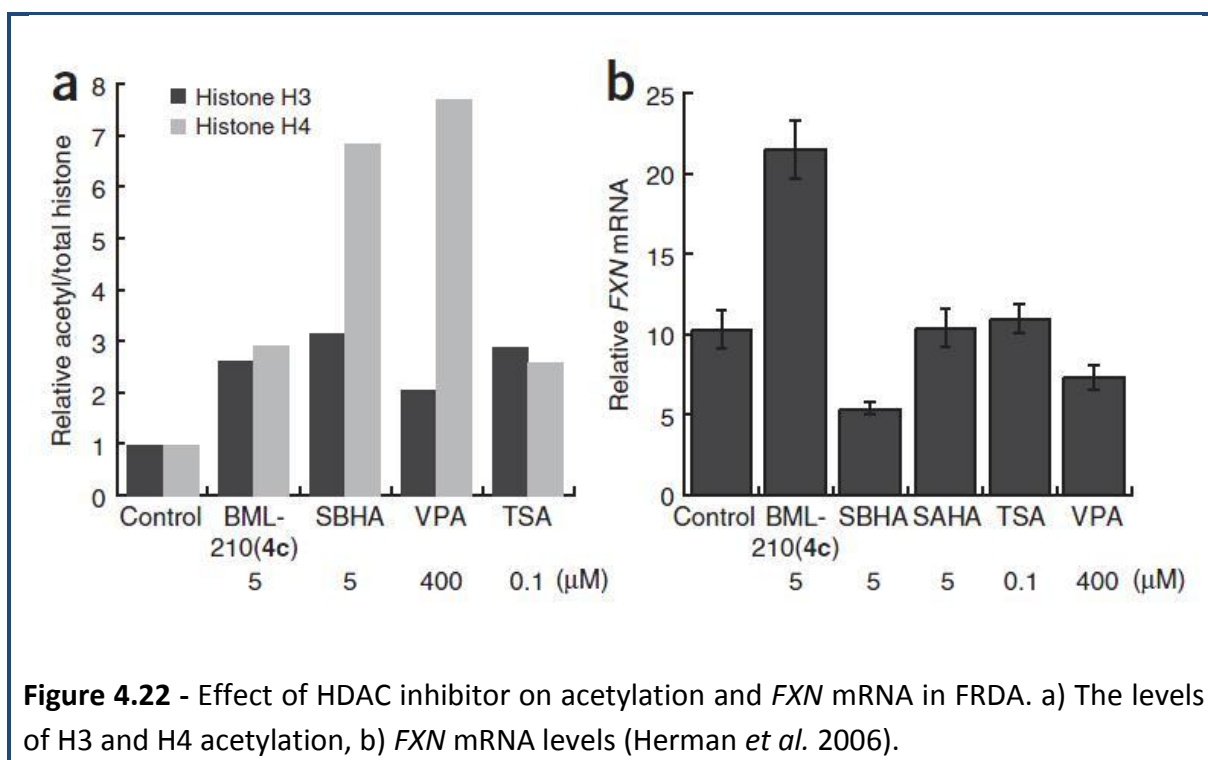 a
8
7
6
5
4
3
2
1
0
Relative acetyl/total histone
Histone H3
Histone H4
Control BML- SBHA VPA TSA
210(4c)
5 5 400 0.1 (μM)
b
25
20
15
10
5
0
Relative FXN mRNA
Control BML- SBHA SAHA TSA VPA
210(4c)
5 5 5 0.1 400 (μM)
Figure 4.22 - Effect of HDAC inhibitor on acetylation and FXN mRNA in FRDA. a) The levels
of H3 and H4 acetylation, b) FXN mRNA levels (Herman et al. 2006).